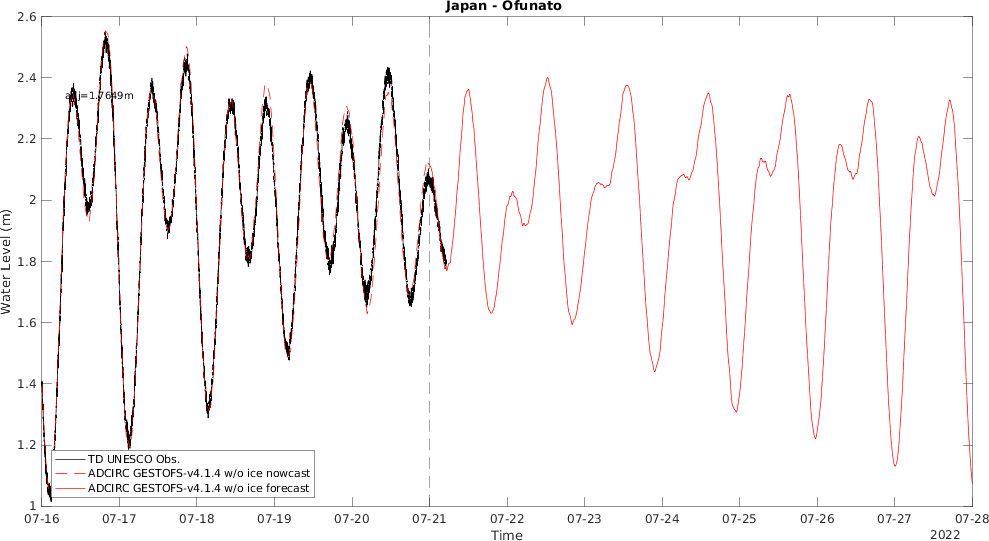 Japan - Ofunato
2.6
2.4
2.2
2
1.8
1.6
1.4
1.2
1
Water Level (m)
adj=1.7649m
TD UNESCO Obs.
ADCIRC GESTOFS-v4.1.4 w/o ice nowcast
ADCIRC GESTOFS-v4.1.4 w/o ice forecast
07-16 07-17 07-18 07-19 07-20 07-21 07-22 07-23 07-24 07-25 07-26 07-27 07-28
Time
2022